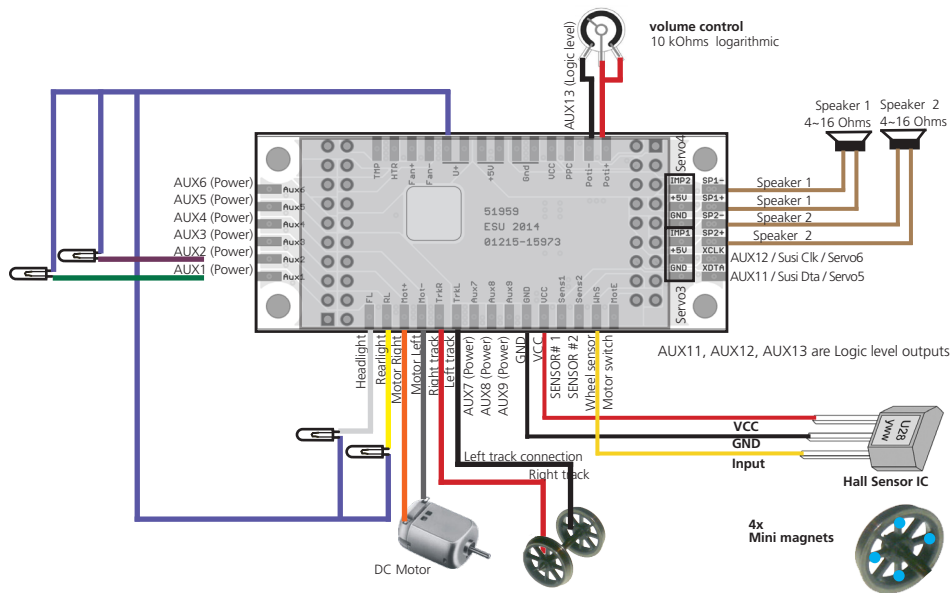 volume control
10 kOhms logarithmic
AUX13 (Logic level)
Speaker 1
4~16 Ohms
Speaker 2
4~16 Ohms
TMP
HTR
Fan+
Fan-
U+
+5V
Gnd
VCC
PPC
Poti-
Poti+
Servo4
AUX6 (Power)
AUX5 (Power)
AUX4 (Power)
AUX3 (Power)
AUX2 (Power)
AUX1 (Power)
Aux6
Aux5
Aux4
Aux3
Aux2
Aux1
51959
ESU 2014
01215-15973
IMP2
+5V
GND
IMP1
+5V
GND
SP1-
SP1+
SP2-
SP2+
XCLK
XDTA
Speaker 1
Speaker 1
Speaker 2
Speaker 2
AUX12 / Susi Clk / Servo6
AUX11 / Susi Dta / Servo5
Servo3
FL
RL
Mot+
Mot-
TrkR
TrkL
Aux7
Aux8
Aux9
GND
VCC
Sens1
Sens2
WhS
MotE
Headlight
Rearlight
Motor Right
Motor Left
Right track
Left track
AUX7 (Power)
AUX8 (Power)
AUX9 (Power)
GND
VCC
SENSOR# 1
SENSOR #2
Wheel sensor
Motor switch
AUX11, AUX12, AUX13 are Logic level outputs
VCC
GND
Input
U28
yww
Hall Sensor IC
Left track connection
Right track
DC Motor
4x
Mini magnets